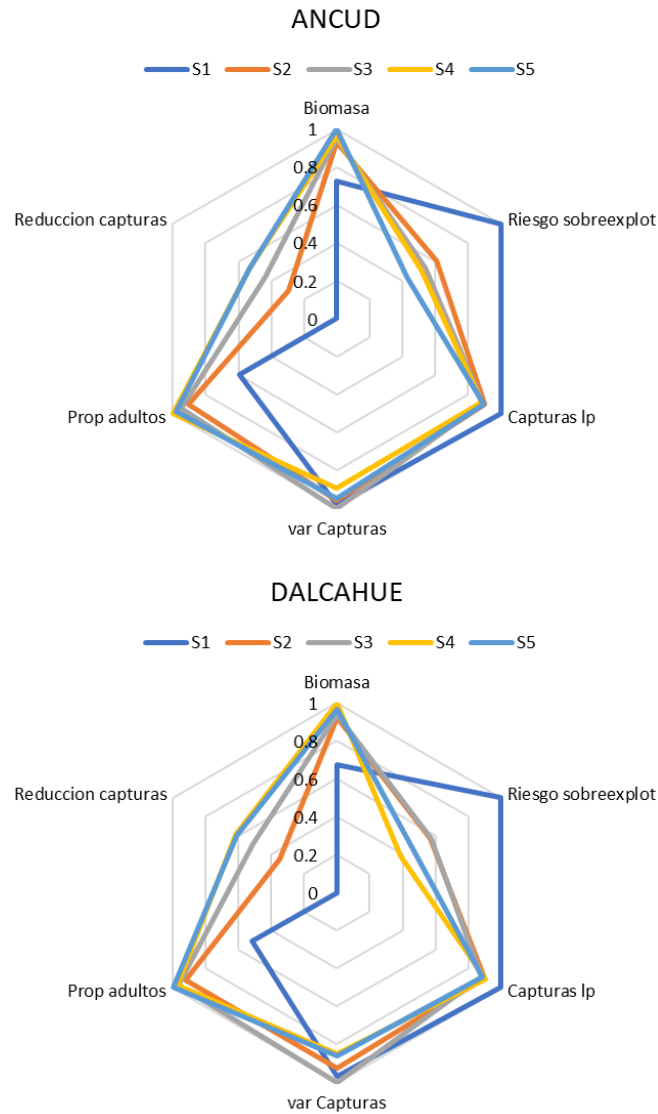 ANCUD
S1 S2 S3 S4 S5
Biomasa
1
0.8
0.6
0.4
0.2
0
Reduccion capturas
Riesgo sobreexplot
Prop adultos
Capturas lp
var Capturas
DALCAHUE
S1 S2 S3 S4 S5
Biomasa
1
0.8
0.6
0.4
0.2
0
Reduccion capturas
Riesgo sobreexplot
Prop adultos
Capturas lp
var Capturas